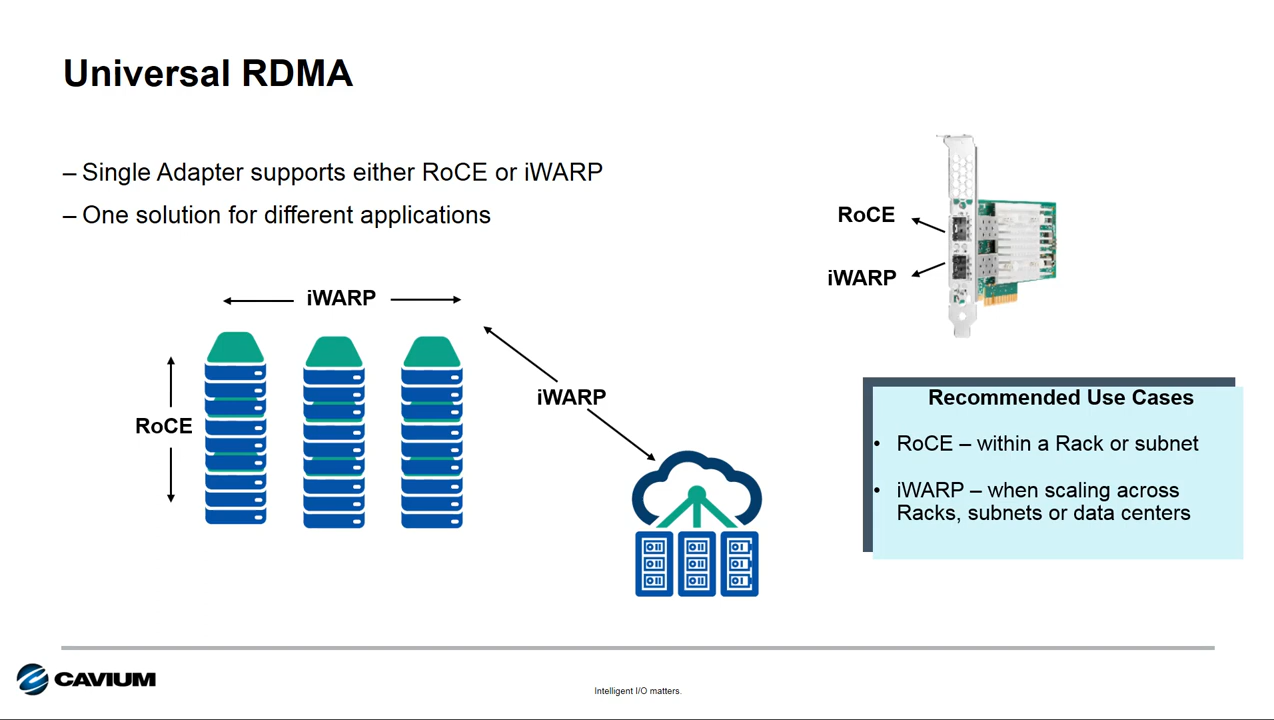 Universal RDMA
– Single Adapter supports either RoCE or iWARP
– One solution for different applications
RoCE
iWARP
iWARP
RoCE
iWARP
Recommended Use Cases
• RoCE – within a Rack or subnet
• iWARP – when scaling across
Racks, subnets or data centers
CAVIUM
Intelligent I/O matters.